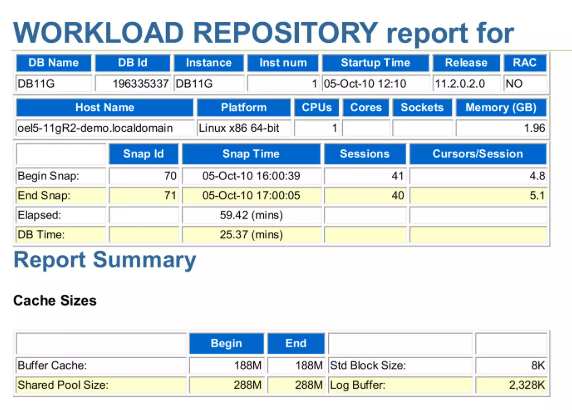 WORKLOAD REPOSITORY report for
DB Name DB Id Instance Inst num Startup Time Release RAC
DB11G 196335337 DB11G 1 05-Oct-10 12:10 11.2.0.2.0 NO
Host Name Platform CPUs Cores Sockets Memory (GB)
oel5-11gR2-demo.localdomain Linux x86 64-bit 1 1.96
Snap Id Snap Time Sessions Cursors/Session
Begin Snap: 70 05-Oct-10 16:00:39 41 4.8
End Snap: 71 05-Oct-10 17:00:05 40 5.1
Elapsed: 59.42 (mins)
DB Time: 25.37 (mins)
Report Summary
Cache Sizes
Begin End
Buffer Cache: 188M 188M Std Block Size: 8K
Shared Pool Size: 288M 288M Log Buffer: 2,328K